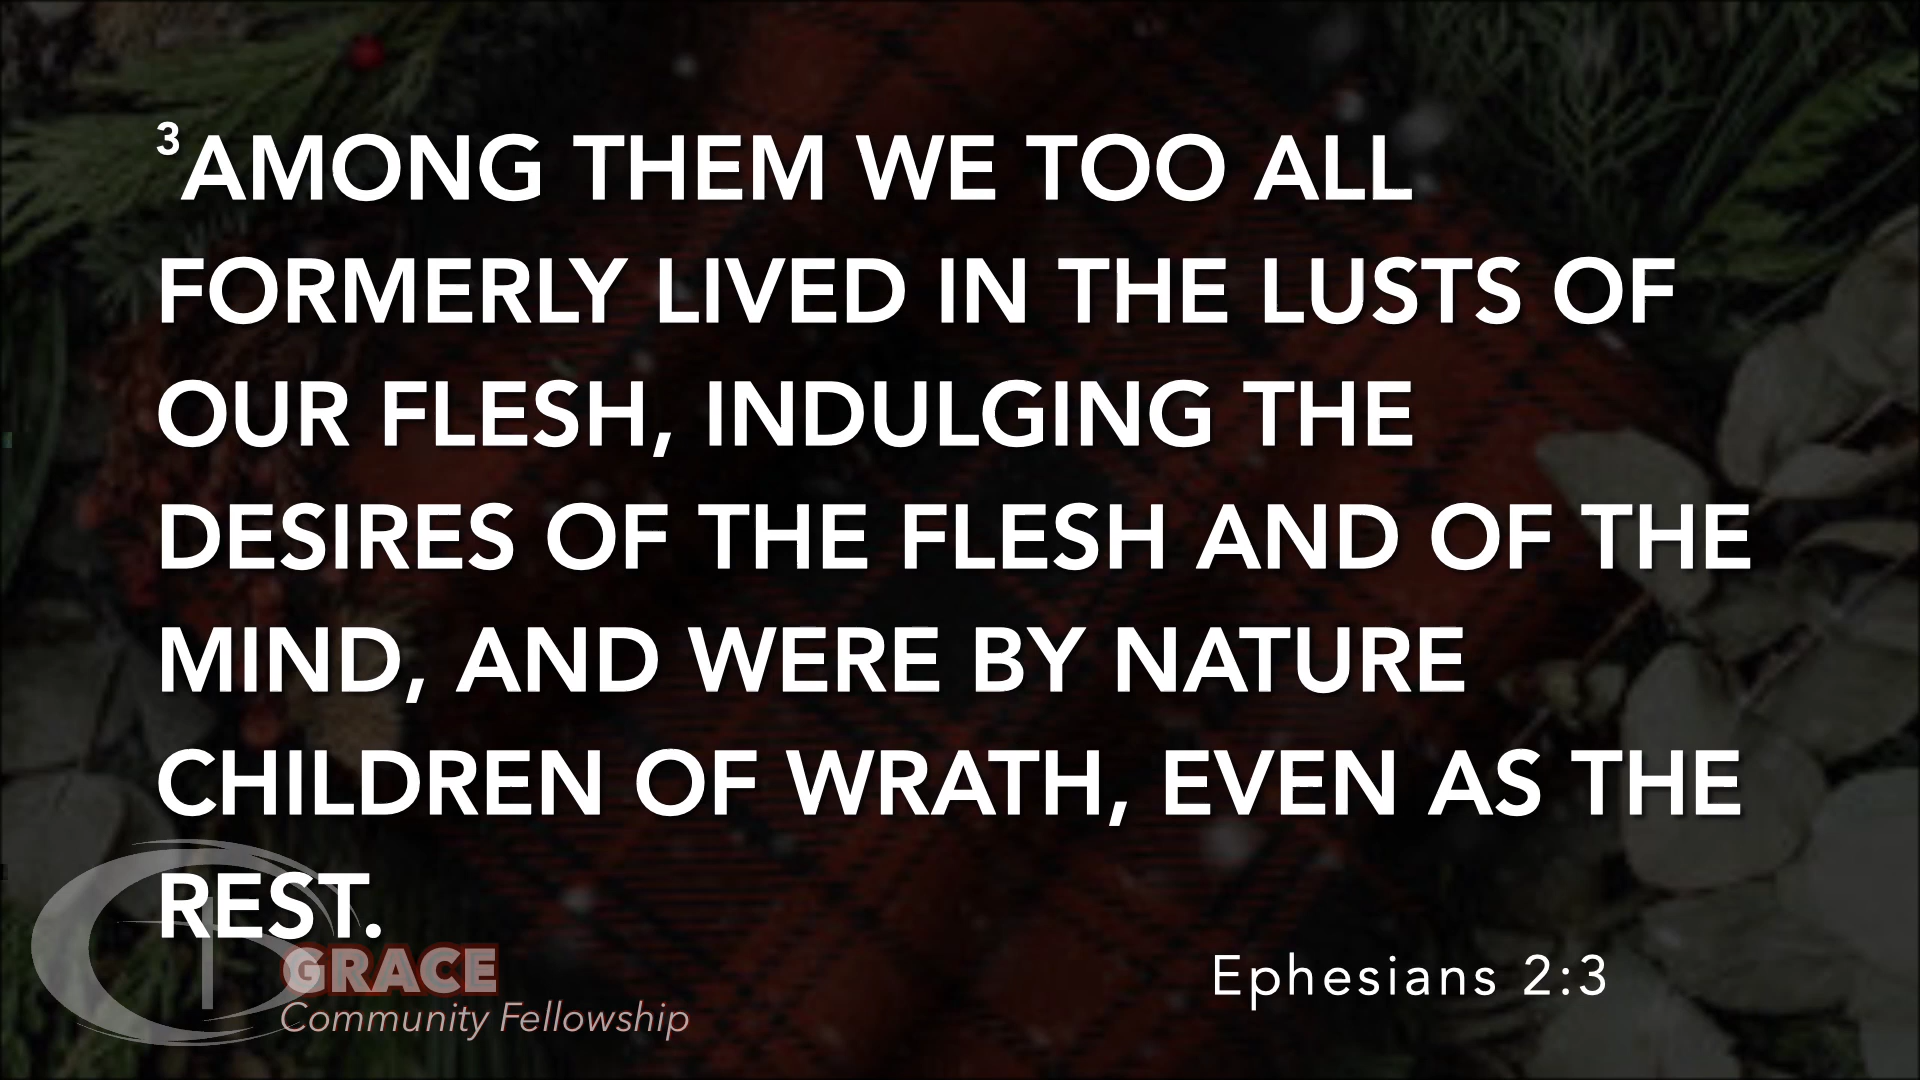 ³AMONG THEM WE TOO ALL
FORMERLY LIVED IN THE LUSTS OF
OUR FLESH, INDULGING THE
DESIRES OF THE FLESH AND OF THE
MIND, AND WERE BY NATURE
CHILDREN OF WRATH, EVEN AS THE
REST.
GRACE
Community Fellowship
Ephesians 2:3